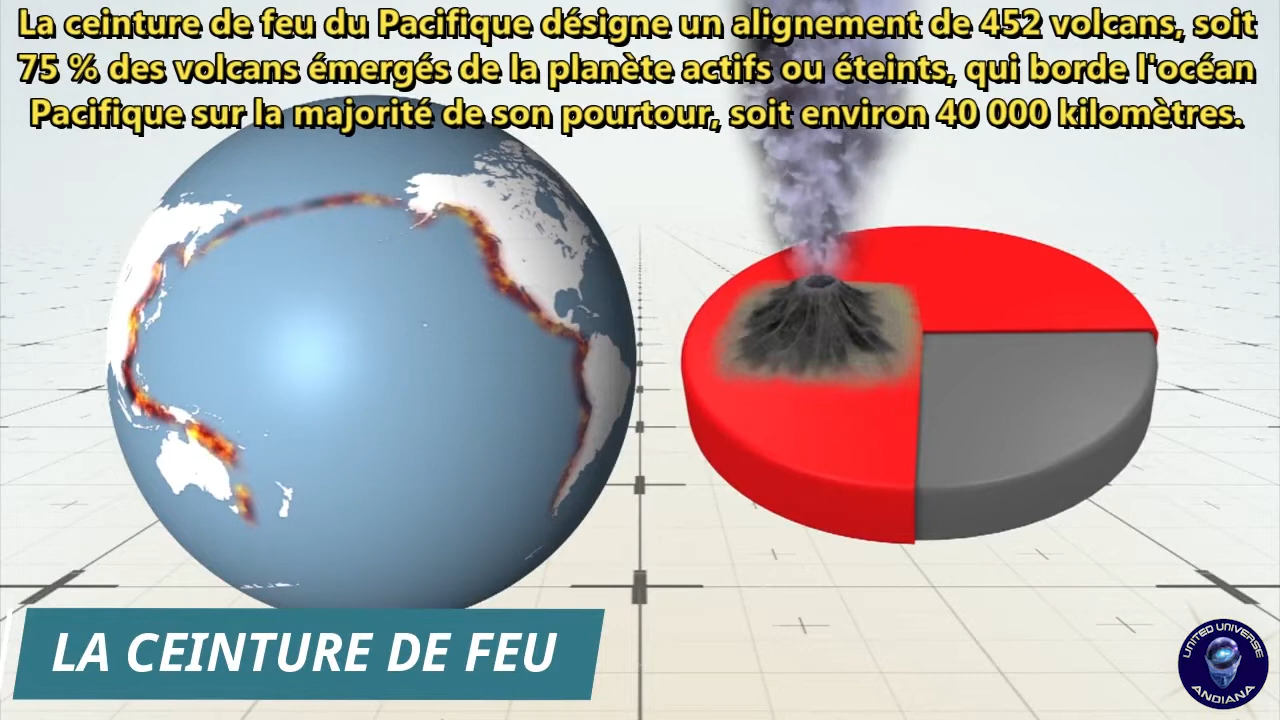 La ceinture de feu du Pacifique désigne un alignement de 452 volcans, soit
75 % des volcans émergés de la planète actifs ou éteints, qui borde l'océan
Pacifique sur la majorité de son pourtour, soit environ 40 000 kilomètres.
LA CEINTURE DE FEU
UNITED UNIVERSE
ANDIANA